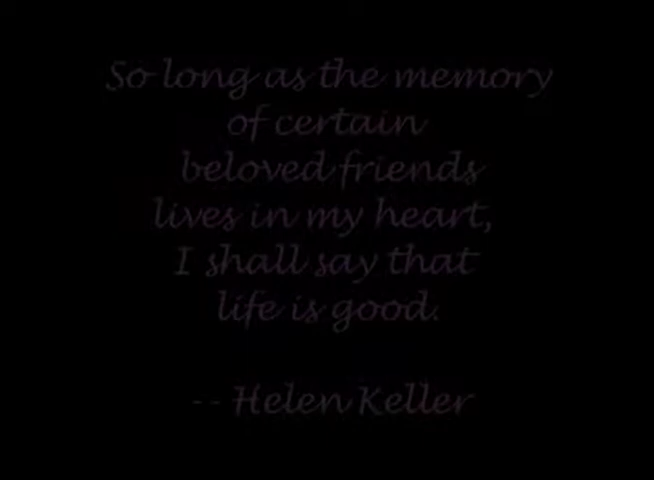 So long as the memory
of certain
beloved friends
lives in my heart,
I shall say that
life is good.
-- Helen Keller